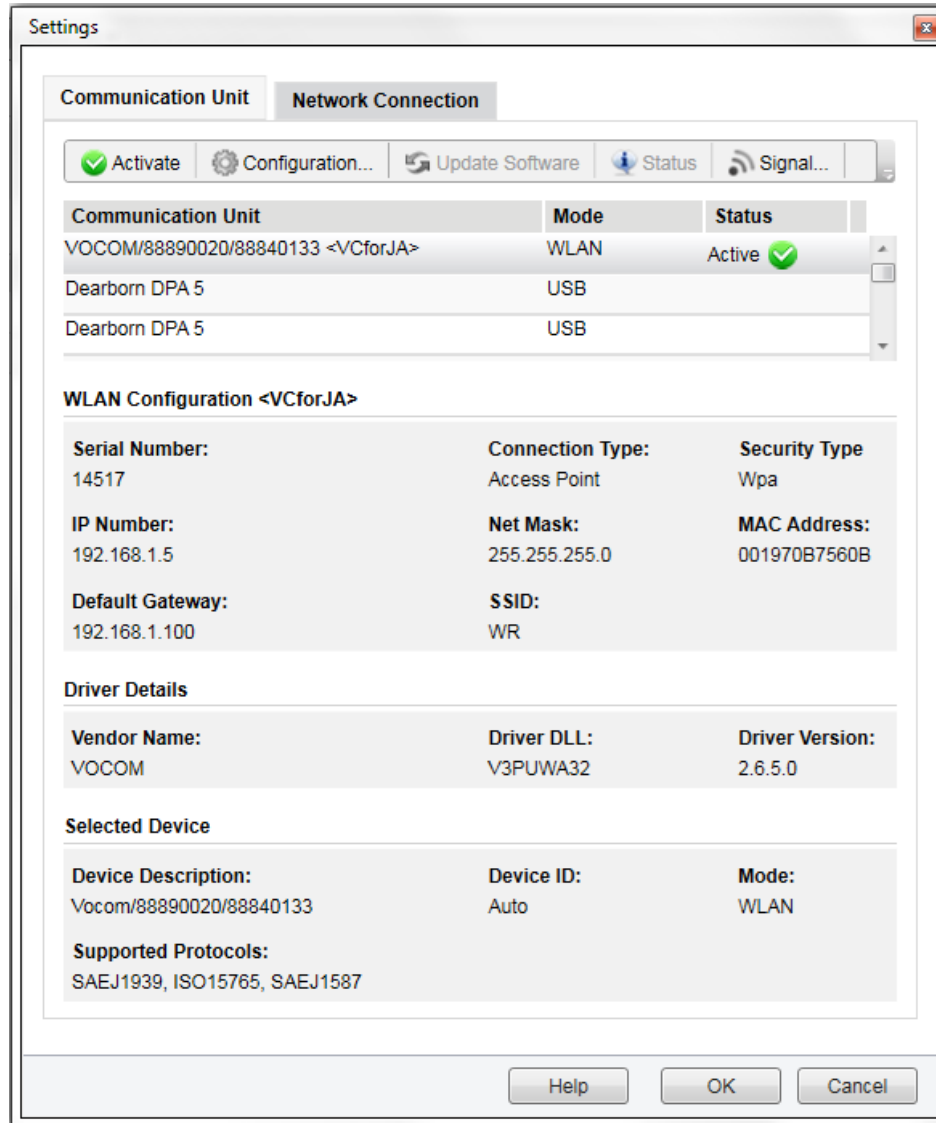 Settings
Communication Unit Network Connection
Activate Configuration... Update Software Status Signal...
Communication Unit Mode Status
VOCOM/88890020/88840133 <VCforJA> WLAN Active
Dearborn DPA 5 USB
Dearborn DPA 5 USB
WLAN Configuration <VCforJA>
Serial Number: Connection Type: Security Type
14517 Access Point Wpa
IP Number: Net Mask: MAC Address:
192.168.1.5 255.255.255.0 001970B7560B
Default Gateway: SSID:
192.168.1.100 WR
Driver Details
Vendor Name: Driver DLL: Driver Version:
VOCOM V3PUWA32 2.6.5.0
Selected Device
Device Description: Device ID: Mode:
Vocom/88890020/88840133 Auto WLAN
Supported Protocols:
SAEJ1939, ISO15765, SAEJ1587
Help OK Cancel